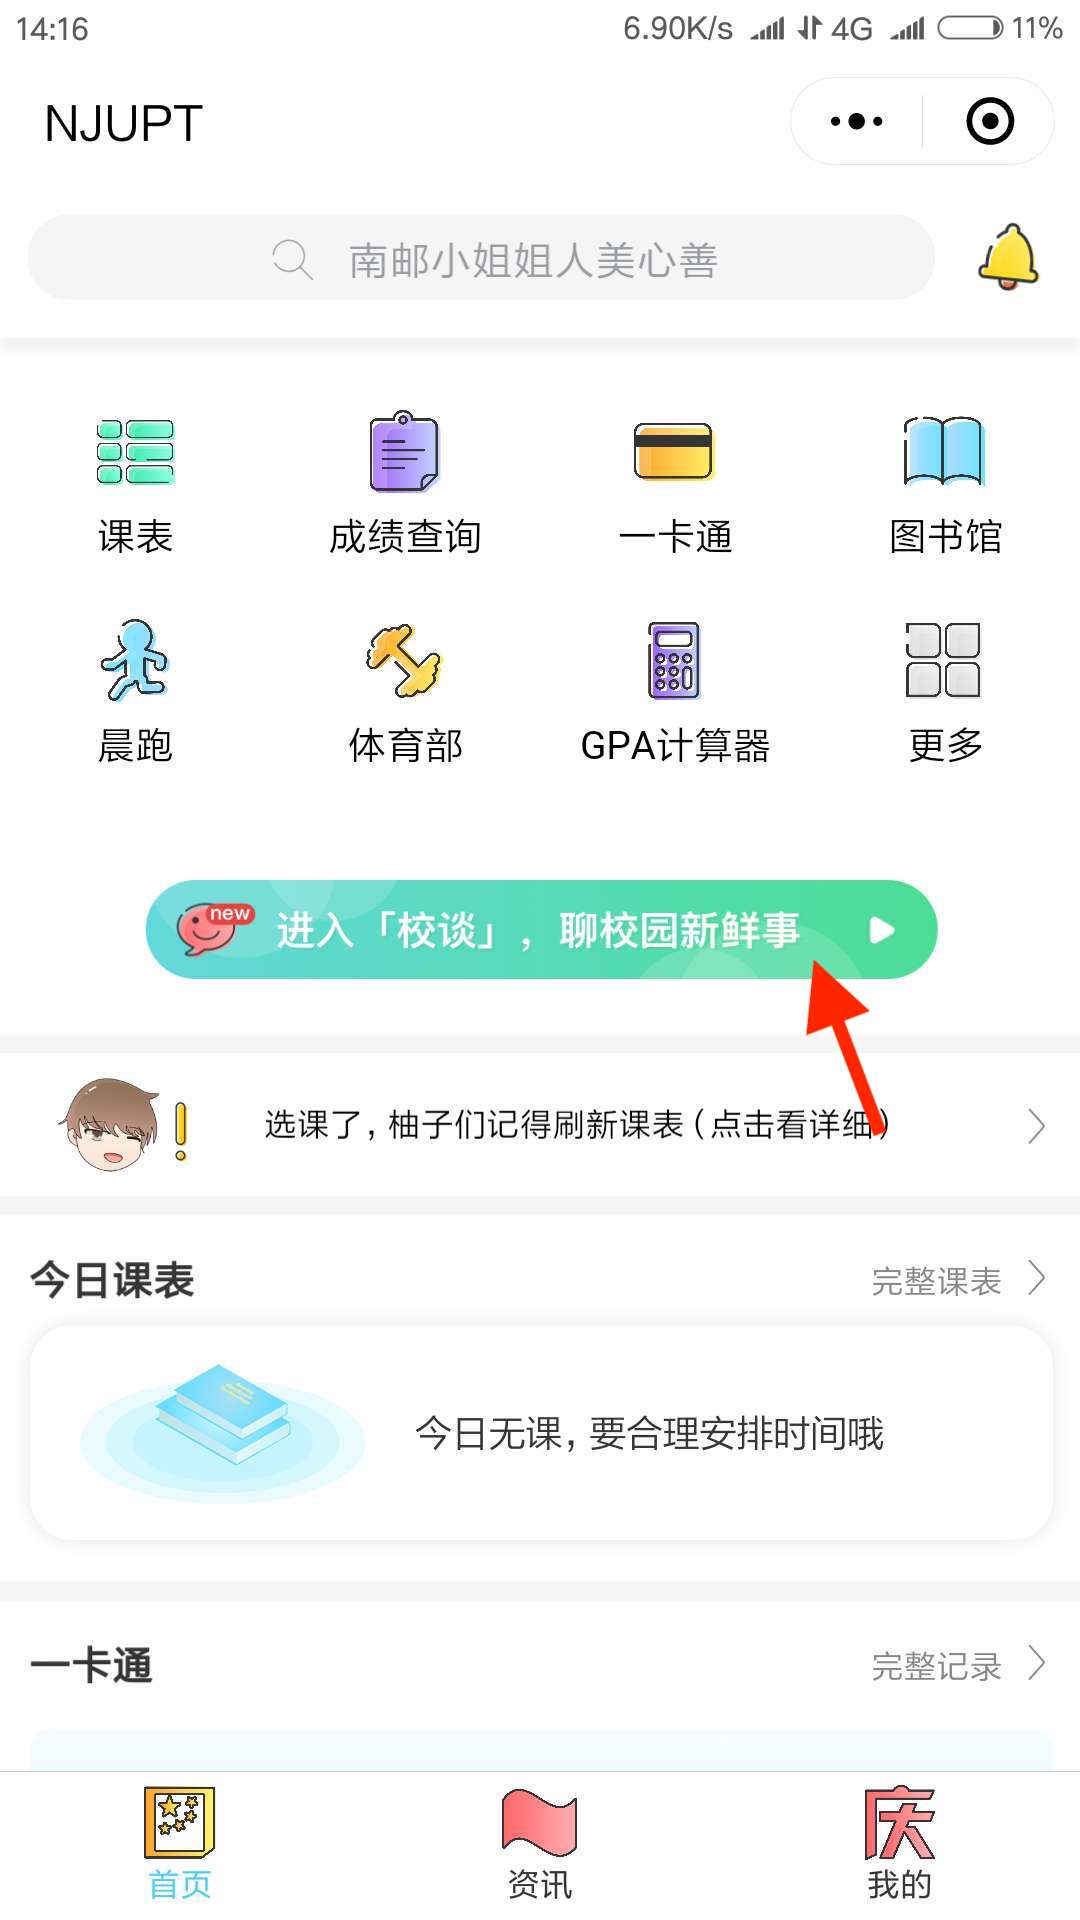 14:16 6.90K/s 4G 11%
NJUPT
南邮小姐姐人美心善
课表 成绩查询 一卡通 图书馆
晨跑 体育部 GPA计算器 更多
new 进入「校谈」，聊校园新鲜事
选课了，柚子们记得刷新课表（点击看详细）
今日课表 完整课表
今日无课，要合理安排时间哦
一卡通 完整记录
庆
首页 资讯 我的